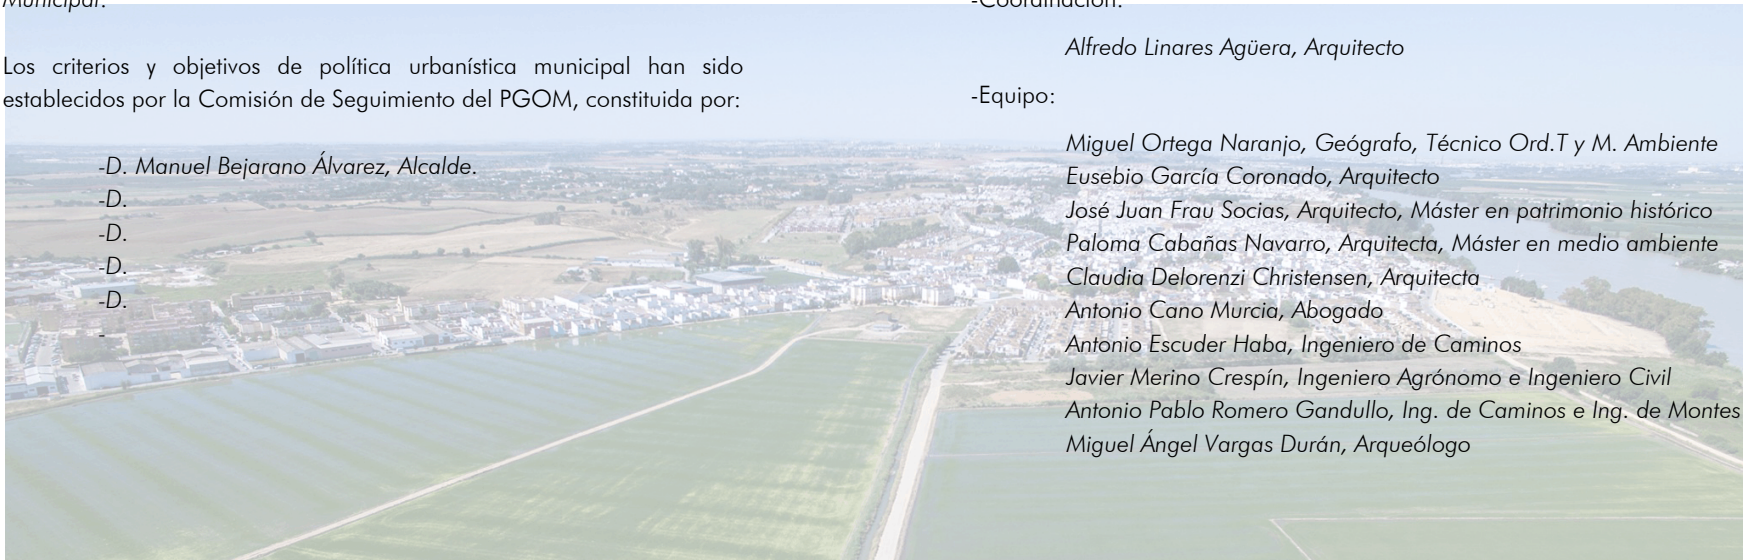 Municipal.
Los criterios y objetivos de política urbanística municipal han sido
establecidos por la Comisión de Seguimiento del PGOM, constituida por:
-D. Manuel Bejarano Álvarez, Alcalde.
-D.
-D.
-D.
-D.
-
-Coordinación:
Alfredo Linares Agüera, Arquitecto
-Equipo:
Miguel Ortega Naranjo, Geógrafo, Técnico Ord.T y M. Ambiente
Eusebio García Coronado, Arquitecto
José Juan Frau Socias, Arquitecto, Máster en patrimonio histórico
Paloma Cabañas Navarro, Arquitecta, Máster en medio ambiente
Claudia Delorenzi Christensen, Arquitecta
Antonio Cano Murcia, Abogado
Antonio Escuder Haba, Ingeniero de Caminos
Javier Merino Crespín, Ingeniero Agrónomo e Ingeniero Civil
Antonio Pablo Romero Gandullo, Ing. de Caminos e Ing. de Montes
Miguel Ángel Vargas Durán, Arqueólogo